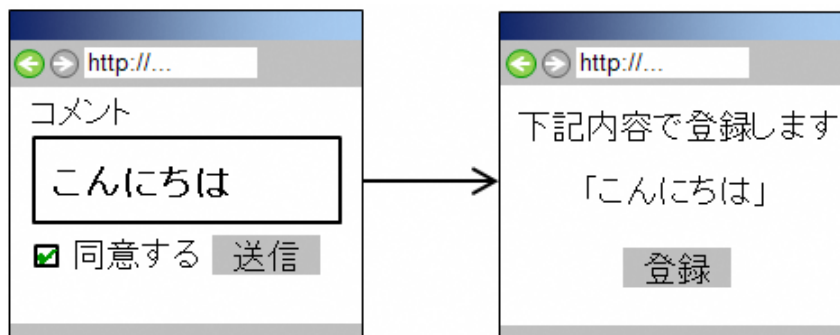 http://...
コメント
こんにちは
同意する 送信
http://...
下記内容で登録します
「こんにちは」
登録